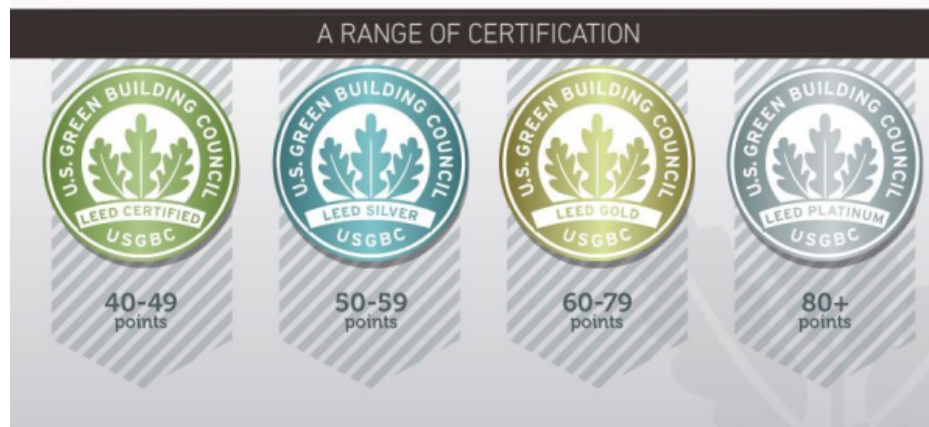 A RANGE OF CERTIFICATION
U.S. GREEN BUILDING COUNCIL
LEED CERTIFIED
USGBC
40-49
points
U.S. GREEN BUILDING COUNCIL
LEED SILVER
USGBC
50-59
points
U.S. GREEN BUILDING COUNCIL
LEED GOLD
USGBC
60-79
points
U.S. GREEN BUILDING COUNCIL
LEED PLATINUM
USGBC
80+
points